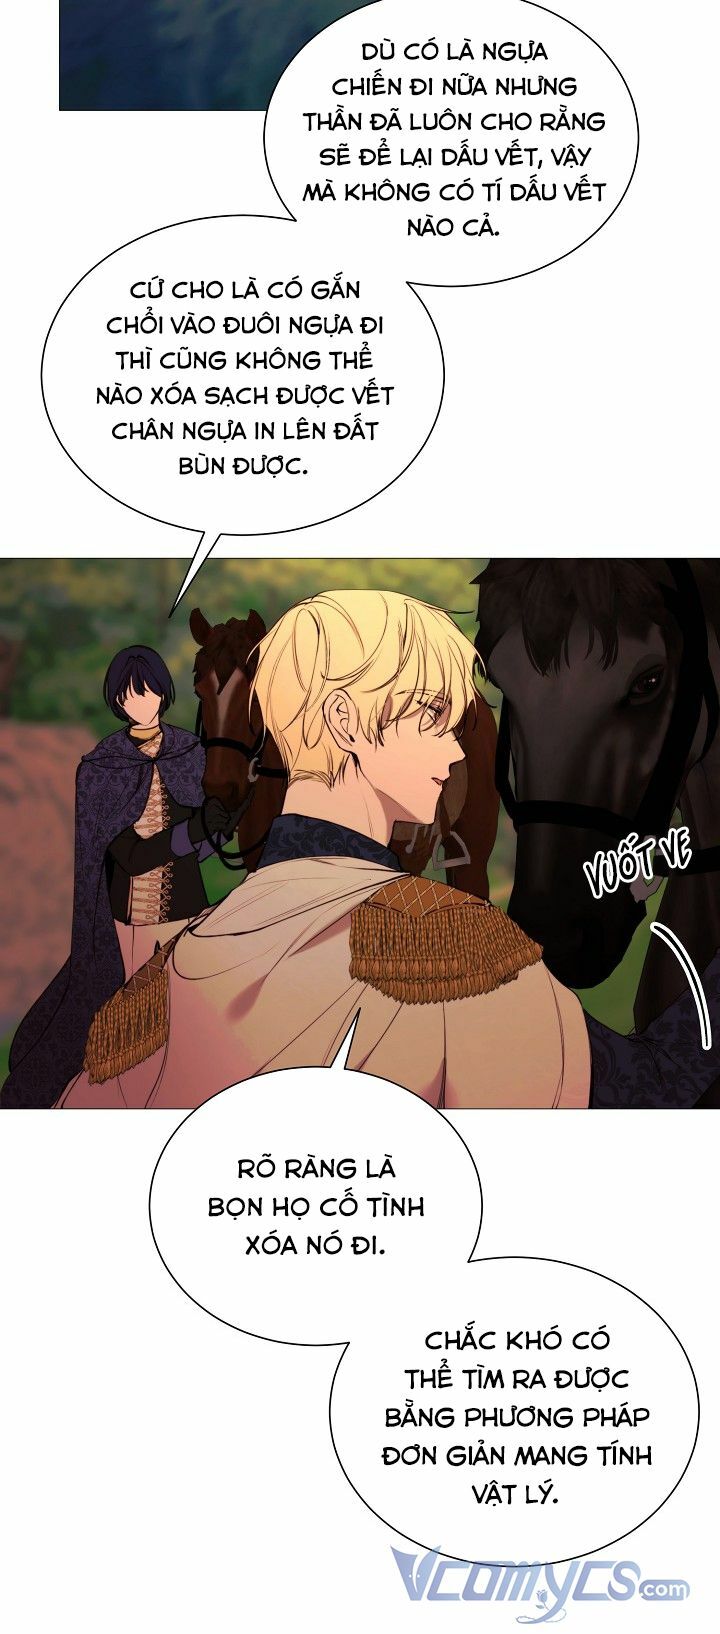 DÙ CÓ LÀ NGỰA
CHIẾN ĐI NỮA NHƯNG
THẦN ĐÃ LUÔN CHO RẰNG
SẼ ĐỂ LẠI DẤU VẾT, VẬY
MÀ KHÔNG CÓ TÍ DẤU VẾT
NÀO CẢ.
CỨ CHO LÀ CÓ GẮN
CHỔI VÀO ĐUÔI NGỰA ĐI
THÌ CŨNG KHÔNG THỂ
NÀO XÓA SẠCH ĐƯỢC VẾT
CHÂN NGỰA IN LÊN ĐẤT
BÙN ĐƯỢC.
VUỐT VE
RÕ RÀNG LÀ
BỌN HỌ CỐ TÌNH
XÓA NÓ ĐI.
CHẮC KHÓ CÓ
THỂ TÌM RA ĐƯỢC
BẰNG PHƯƠNG PHÁP
ĐƠN GIẢN MANG TÍNH
VẬT LÝ.
VCOMYCS.com